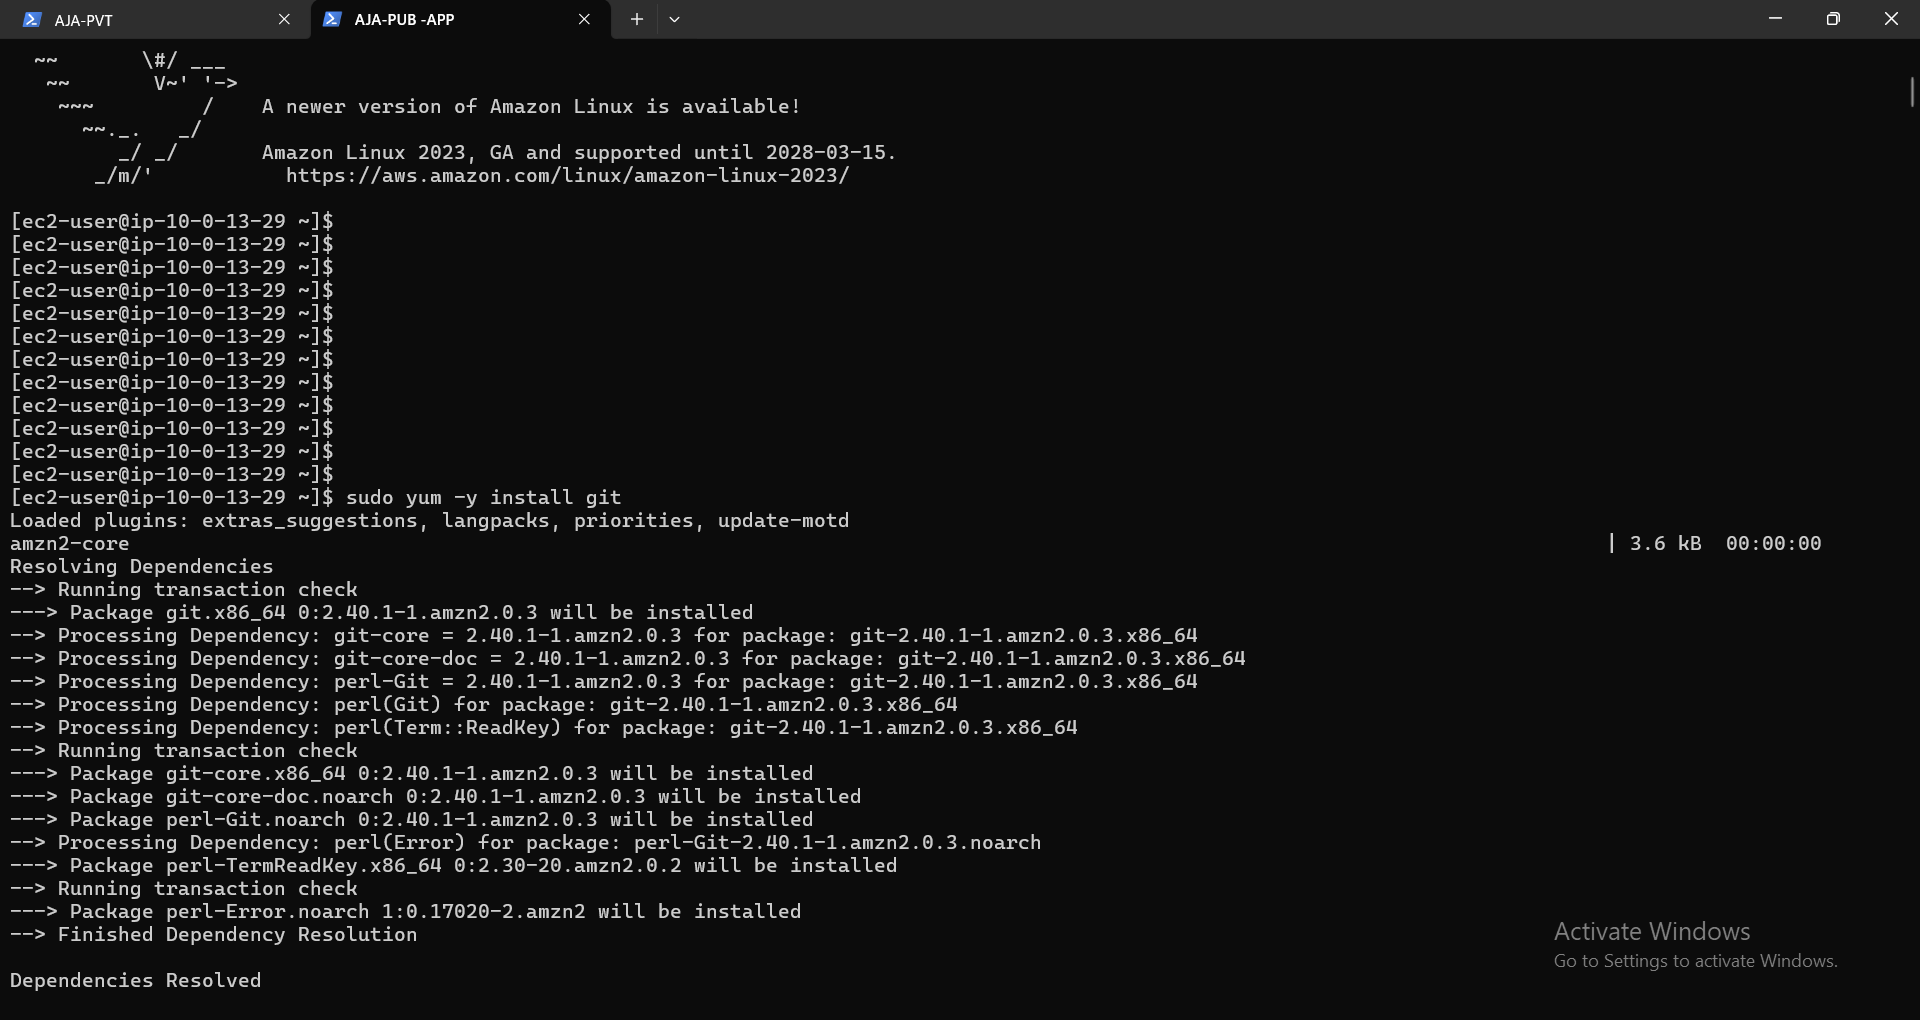 AJA-PVT
AJA-PUB -APP
~~       \#/ ___
~~       V~' '->
~~~         /    A newer version of Amazon Linux is available!
~~._.   _/
_/ _/       Amazon Linux 2023, GA and supported until 2028-03-15.
_/m/'           https://aws.amazon.com/linux/amazon-linux-2023/
[ec2-user@ip-10-0-13-29 ~]$
[ec2-user@ip-10-0-13-29 ~]$
[ec2-user@ip-10-0-13-29 ~]$
[ec2-user@ip-10-0-13-29 ~]$
[ec2-user@ip-10-0-13-29 ~]$
[ec2-user@ip-10-0-13-29 ~]$
[ec2-user@ip-10-0-13-29 ~]$
[ec2-user@ip-10-0-13-29 ~]$
[ec2-user@ip-10-0-13-29 ~]$
[ec2-user@ip-10-0-13-29 ~]$
[ec2-user@ip-10-0-13-29 ~]$
[ec2-user@ip-10-0-13-29 ~]$
[ec2-user@ip-10-0-13-29 ~]$ sudo yum -y install git
Loaded plugins: extras_suggestions, langpacks, priorities, update-motd
amzn2-core | 3.6 kB  00:00:00
Resolving Dependencies
--> Running transaction check
---> Package git.x86_64 0:2.40.1-1.amzn2.0.3 will be installed
--> Processing Dependency: git-core = 2.40.1-1.amzn2.0.3 for package: git-2.40.1-1.amzn2.0.3.x86_64
--> Processing Dependency: git-core-doc = 2.40.1-1.amzn2.0.3 for package: git-2.40.1-1.amzn2.0.3.x86_64
--> Processing Dependency: perl-Git = 2.40.1-1.amzn2.0.3 for package: git-2.40.1-1.amzn2.0.3.x86_64
--> Processing Dependency: perl(Git) for package: git-2.40.1-1.amzn2.0.3.x86_64
--> Processing Dependency: perl(Term::ReadKey) for package: git-2.40.1-1.amzn2.0.3.x86_64
--> Running transaction check
---> Package git-core.x86_64 0:2.40.1-1.amzn2.0.3 will be installed
---> Package git-core-doc.noarch 0:2.40.1-1.amzn2.0.3 will be installed
---> Package perl-Git.noarch 0:2.40.1-1.amzn2.0.3 will be installed
--> Processing Dependency: perl(Error) for package: perl-Git-2.40.1-1.amzn2.0.3.noarch
---> Package perl-TermReadKey.x86_64 0:2.30-20.amzn2.0.2 will be installed
--> Running transaction check
---> Package perl-Error.noarch 1:0.17020-2.amzn2 will be installed
--> Finished Dependency Resolution
Dependencies Resolved
Activate Windows
Go to Settings to activate Windows.